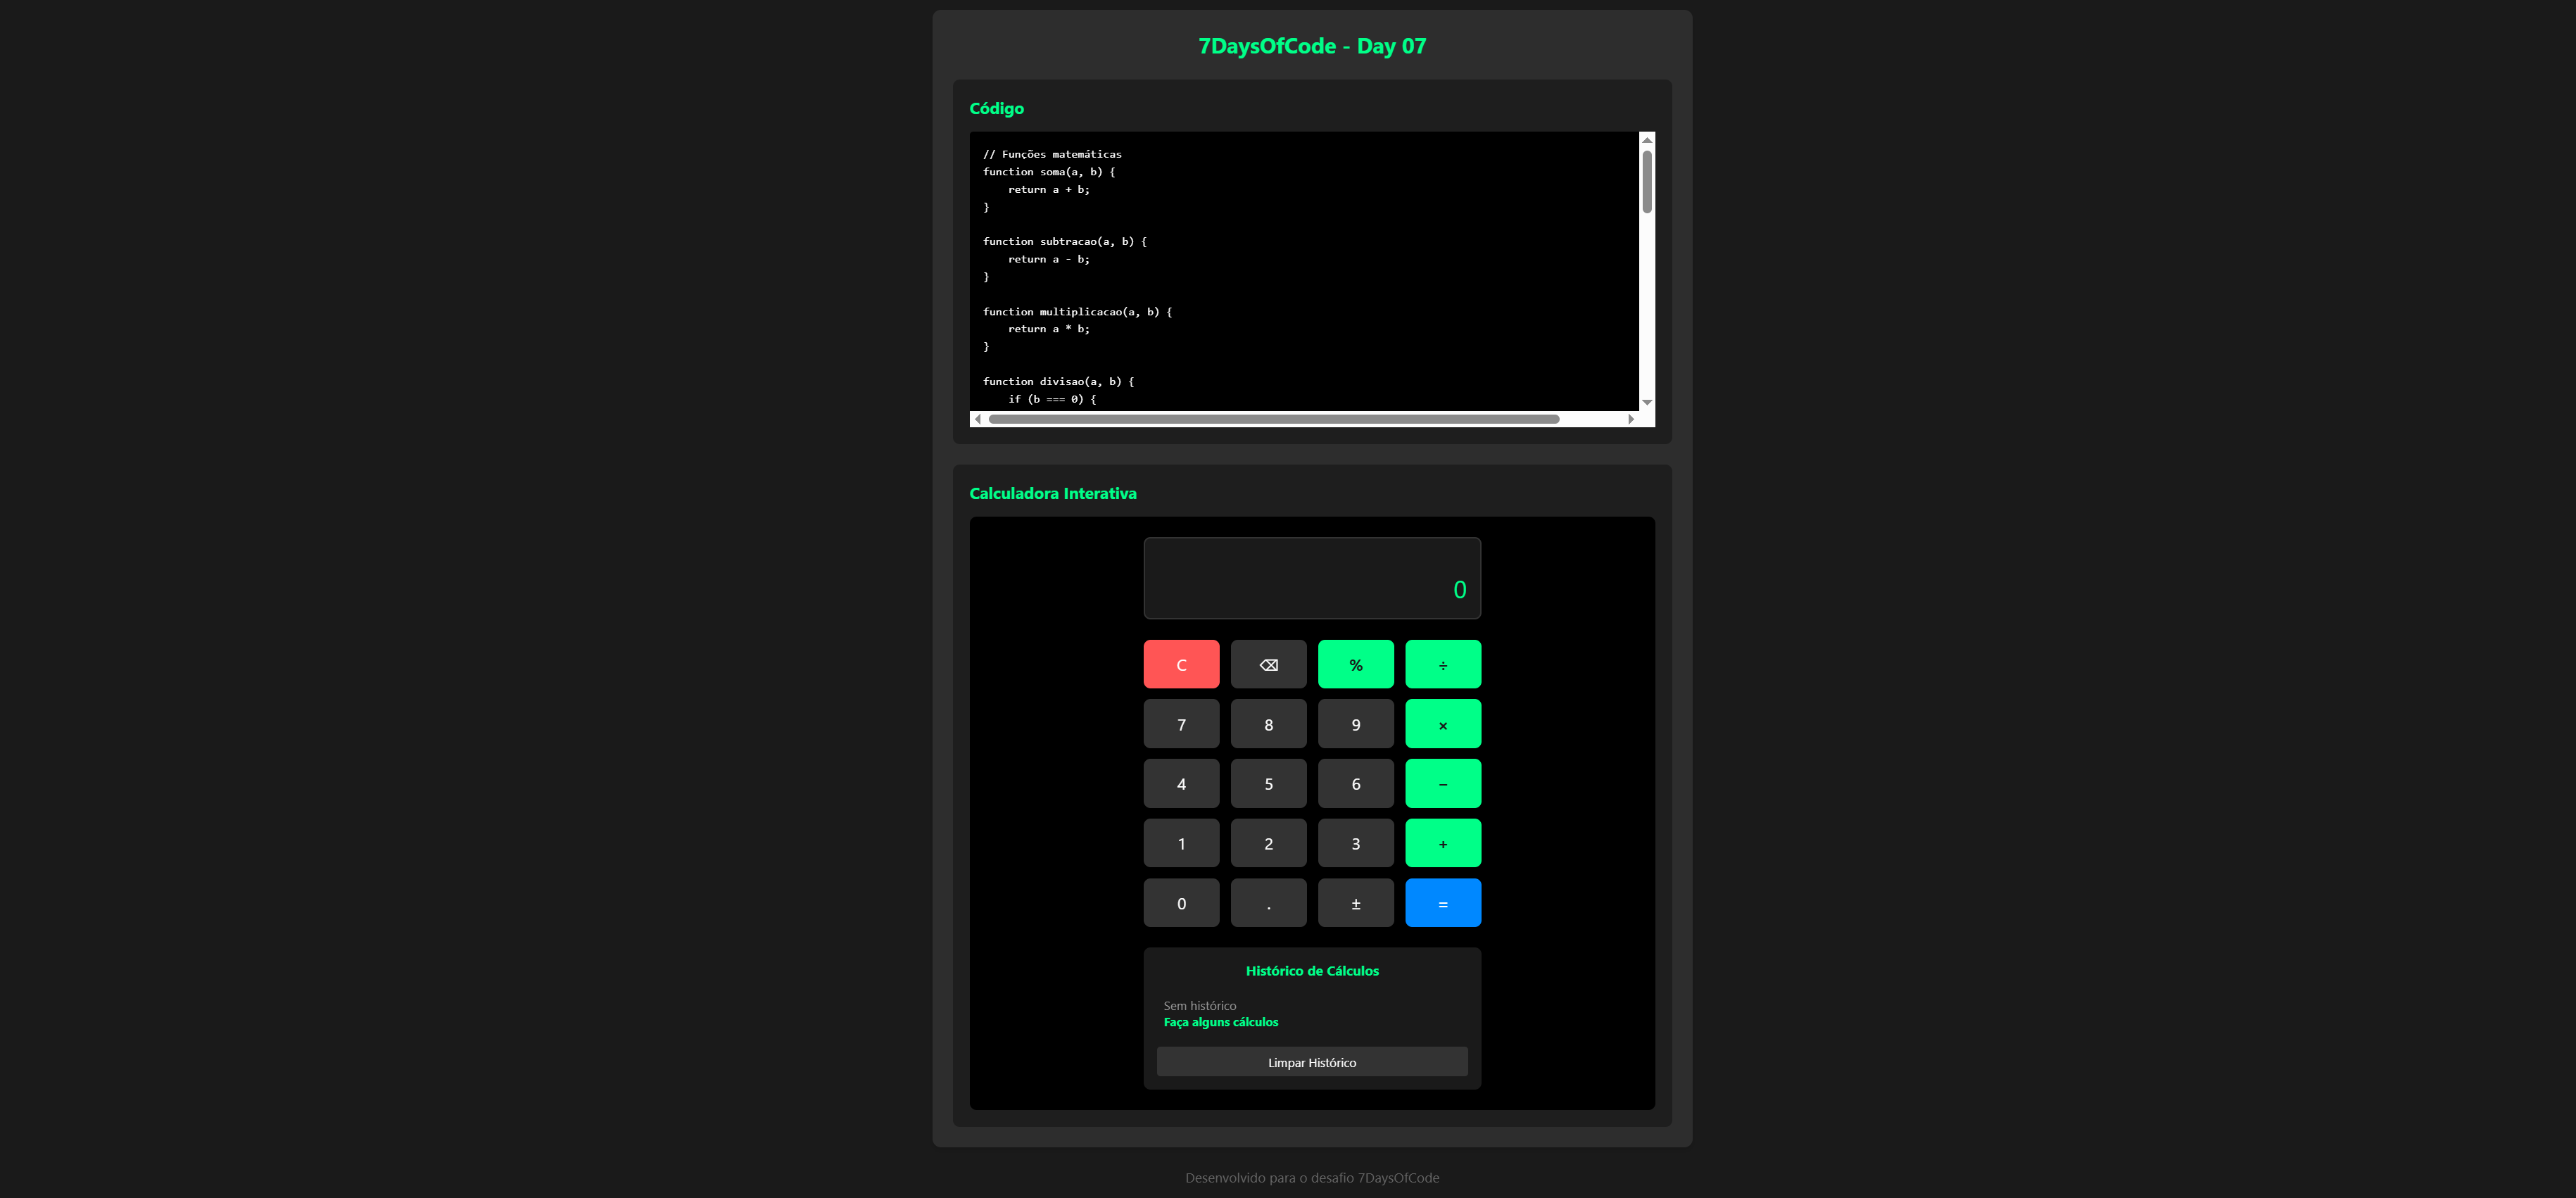 7DaysOfCode - Day 07
Código
// Funções matemáticas
function soma(a, b) {
    return a + b;
}
function subtracao(a, b) {
    return a - b;
}
function multiplicacao(a, b) {
    return a * b;
}
function divisao(a, b) {
    if (b === 0) {
Calculadora Interativa
0
C ⌫ % ÷
7 8 9 ×
4 5 6 −
1 2 3 +
0 . ± =
Histórico de Cálculos
Sem histórico
Faça alguns cálculos
Limpar Histórico
Desenvolvido para o desafio 7DaysOfCode